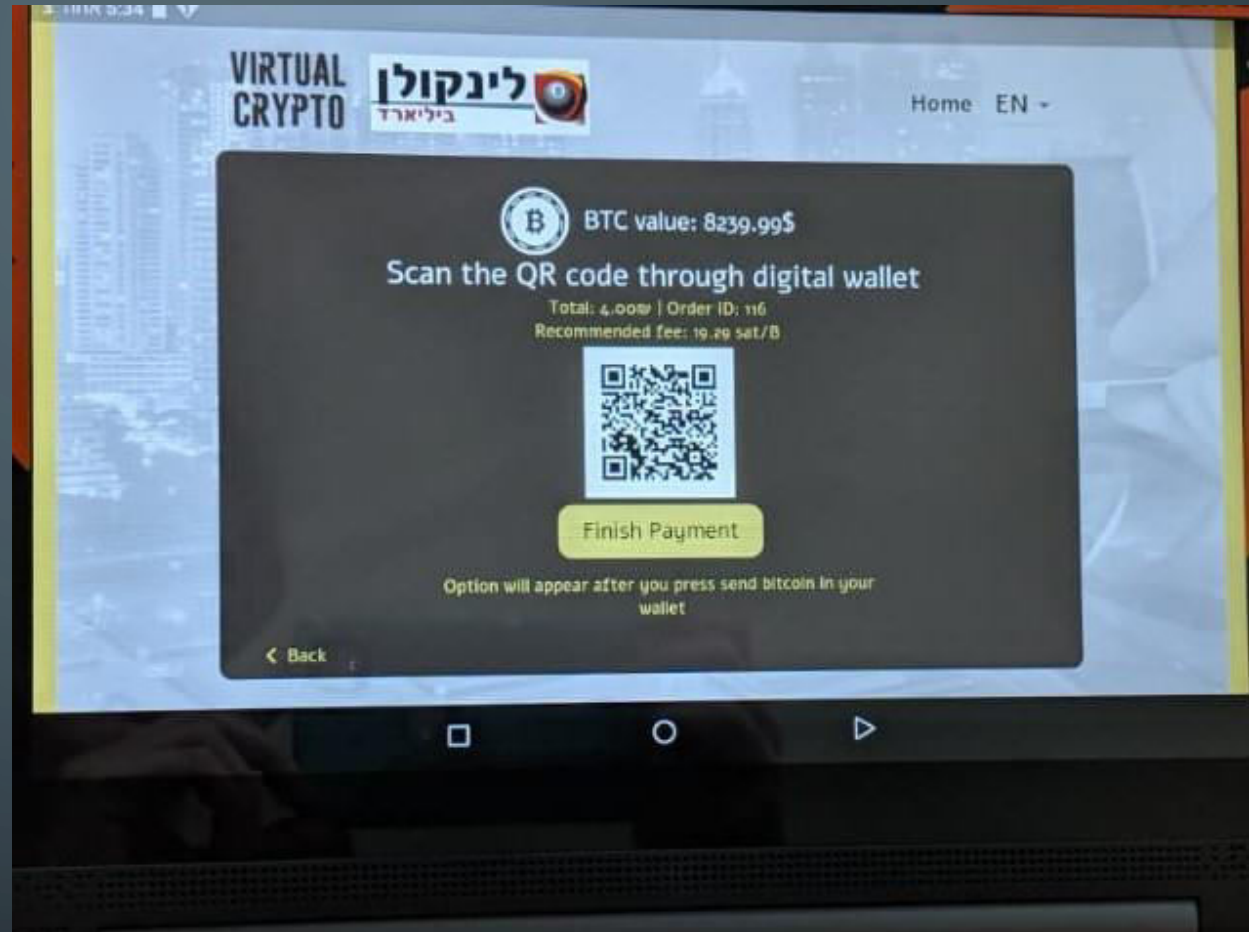 5:34
VIRTUAL
CRYPTO
לינקולן
ביליארד
Home EN
BTC value: 8239.99$
Scan the QR code through digital wallet
Total: 4.00₪ | Order ID: 116
Recommended fee: 19.29 sat/B
Finish Payment
Option will appear after you press send bitcoin in your
wallet
Back